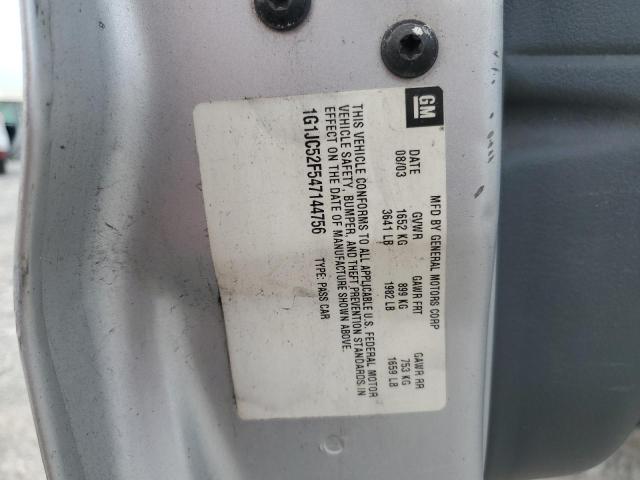 GM
MFD BY GENERAL MOTORS CORP
DATE GVWR GAWR FRT GAWR RR
08/03 1652 KG 899 KG 753 KG
3641 LB 1982 LB 1659 LB
THIS VEHICLE CONFORMS TO ALL APPLICABLE U.S. FEDERAL MOTOR
VEHICLE SAFETY, BUMPER, AND THEFT PREVENTION STANDARDS IN
EFFECT ON THE DATE OF MANUFACTURE SHOWN ABOVE.
1G1JC52F547144756 TYPE: PASS CAR